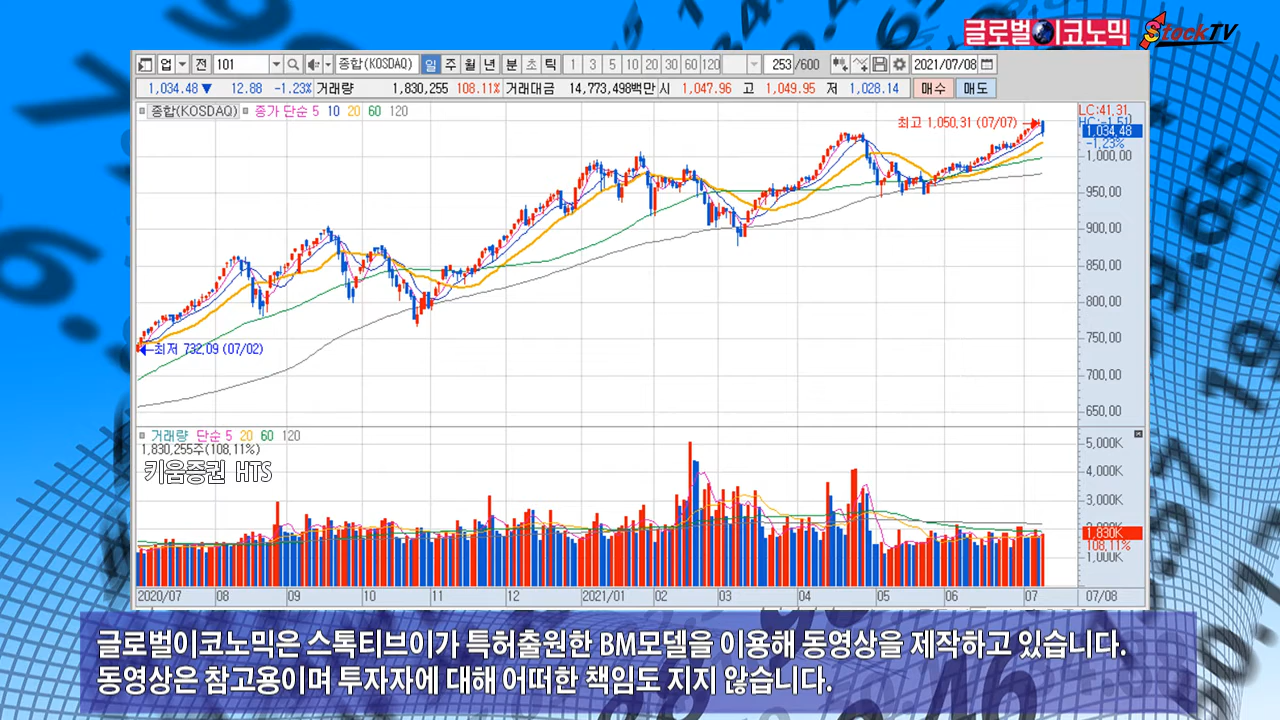 글로벌이코노믹 StockTV
업 전 101 종합(KOSDAQ) 일 주 월 년 분 초 틱 1 3 5 10 20 30 60 120 253 /600 2021/07/08
1,034.48 ▼ 12.88 -1.23% 거래량 1,830,255 108.11% 거래대금 14,773,498백만 시 1,047.96 고 1,049.95 저 1,028.14 매수 매도
종합(KOSDAQ) 종가 단순 5 10 20 60 120
LC:41.31
최고 1,050.31 (07/07)
HC:-1.51
1,034.48
-1.23%
1,000.00
950.00
900.00
850.00
800.00
750.00
최저 732.09 (07/02)
700.00
650.00
거래량 단순 5 20 60 120
1,830,255주(108.11%)
키움증권 HTS
5,000K
4,000K
3,000K
1,830K
108.11%
1,000K
2020/07 08 09 10 11 12 2021/01 02 03 04 05 06 07 07/08
글로벌이코노믹은 스톡티브이가 특허출원한 BM모델을 이용해 동영상을 제작하고 있습니다.
동영상은 참고용이며 투자자에 대해 어떠한 책임도 지지 않습니다.